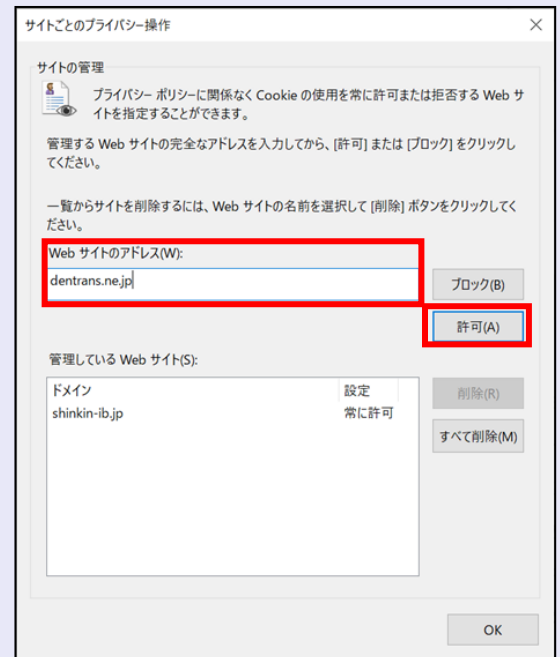 サイトごとのプライバシー操作
サイトの管理
プライバシー ポリシーに関係なく Cookie の使用を常に許可または拒否する Web サ
イトを指定することができます。
管理する Web サイトの完全なアドレスを入力してから、[許可] または [ブロック] をクリックし
てください。
一覧からサイトを削除するには、Web サイトの名前を選択して [削除] ボタンをクリックしてく
ださい。
Web サイトのアドレス(W):
dentrans.ne.jp
ブロック(B)
許可(A)
管理している Web サイト(S):
ドメイン 設定
shinkin-ib.jp 常に許可
削除(R)
すべて削除(M)
OK